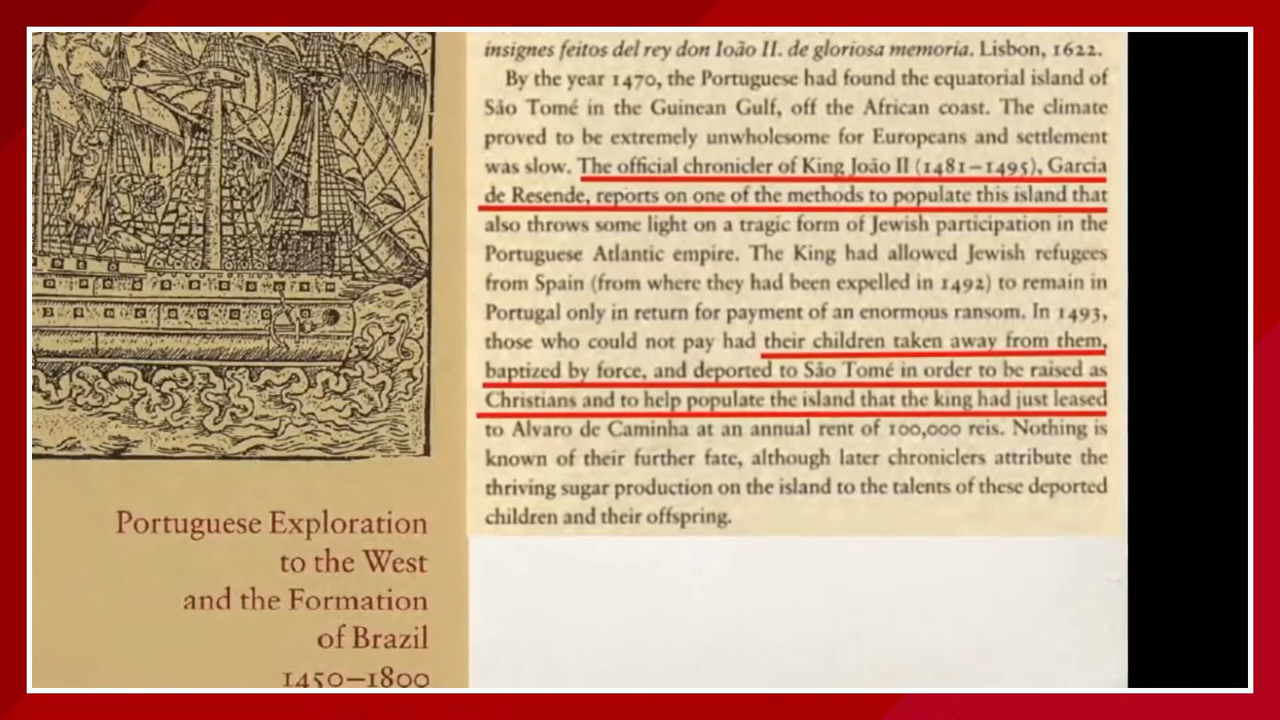 insignes feitos del rey don Ioão II. de gloriosa memoria. Lisbon, 1622.
By the year 1470, the Portuguese had found the equatorial island of
São Tomé in the Guinean Gulf, off the African coast. The climate
proved to be extremely unwholesome for Europeans and settlement
was slow. The official chronicler of King João II (1481–1495), Garcia
de Resende, reports on one of the methods to populate this island that
also throws some light on a tragic form of Jewish participation in the
Portuguese Atlantic empire. The King had allowed Jewish refugees
from Spain (from where they had been expelled in 1492) to remain in
Portugal only in return for payment of an enormous ransom. In 1493,
those who could not pay had their children taken away from them,
baptized by force, and deported to São Tomé in order to be raised as
Christians and to help populate the island that the king had just leased
to Alvaro de Caminha at an annual rent of 100,000 reis. Nothing is
known of their further fate, although later chroniclers attribute the
thriving sugar production on the island to the talents of these deported
children and their offspring.
Portuguese Exploration
to the West
and the Formation
of Brazil
1450–1800